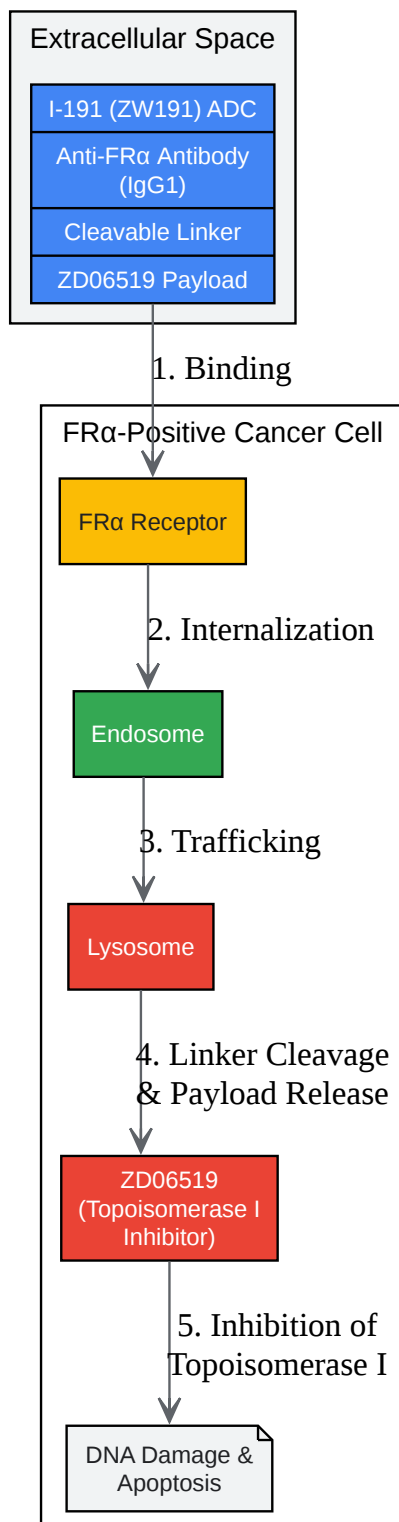 Extracellular Space
I-191 (ZW191) ADC
Anti-FRα Antibody
(IgG1)
Cleavable Linker
ZD06519 Payload
1. Binding
FRα-Positive Cancer Cell
FRα Receptor
2. Internalization
Endosome
3. Trafficking
Lysosome
4. Linker Cleavage
& Payload Release
ZD06519
(Topoisomerase I
Inhibitor)
5. Inhibition of
Topoisomerase I
DNA Damage &
Apoptosis